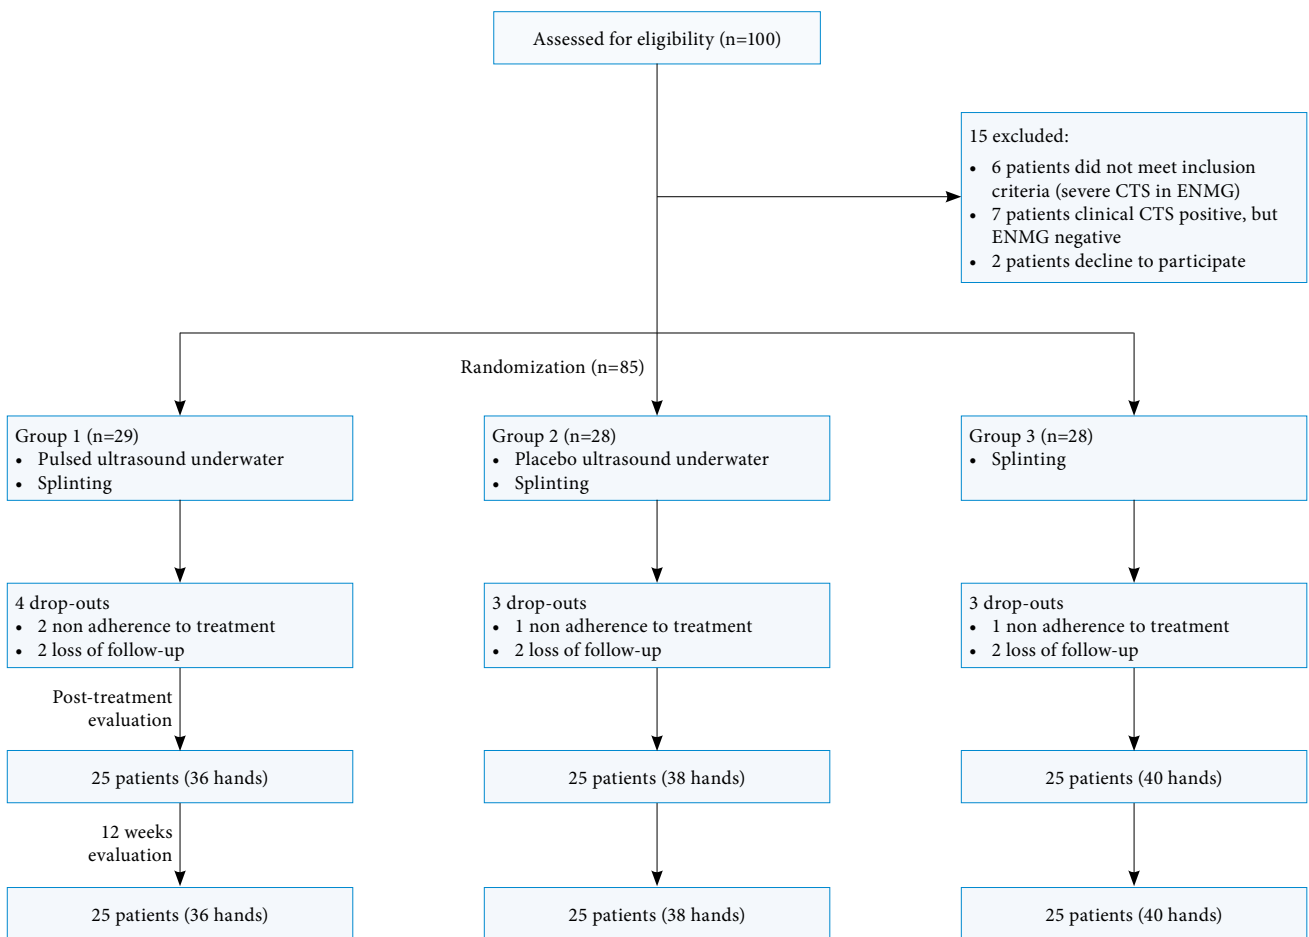 Assessed for eligibility (n=100)
15 excluded:
• 6 patients did not meet inclusion
criteria (severe CTS in ENMG)
• 7 patients clinical CTS positive, but
ENMG negative
• 2 patients decline to participate
Randomization (n=85)
Group 1 (n=29)
• Pulsed ultrasound underwater
• Splinting
Group 2 (n=28)
• Placebo ultrasound underwater
• Splinting
Group 3 (n=28)
• Splinting
4 drop-outs
• 2 non adherence to treatment
• 2 loss of follow-up
3 drop-outs
• 1 non adherence to treatment
• 2 loss of follow-up
3 drop-outs
• 1 non adherence to treatment
• 2 loss of follow-up
Post-treatment
evaluation
25 patients (36 hands)
25 patients (38 hands)
25 patients (40 hands)
12 weeks
evaluation
25 patients (36 hands)
25 patients (38 hands)
25 patients (40 hands)